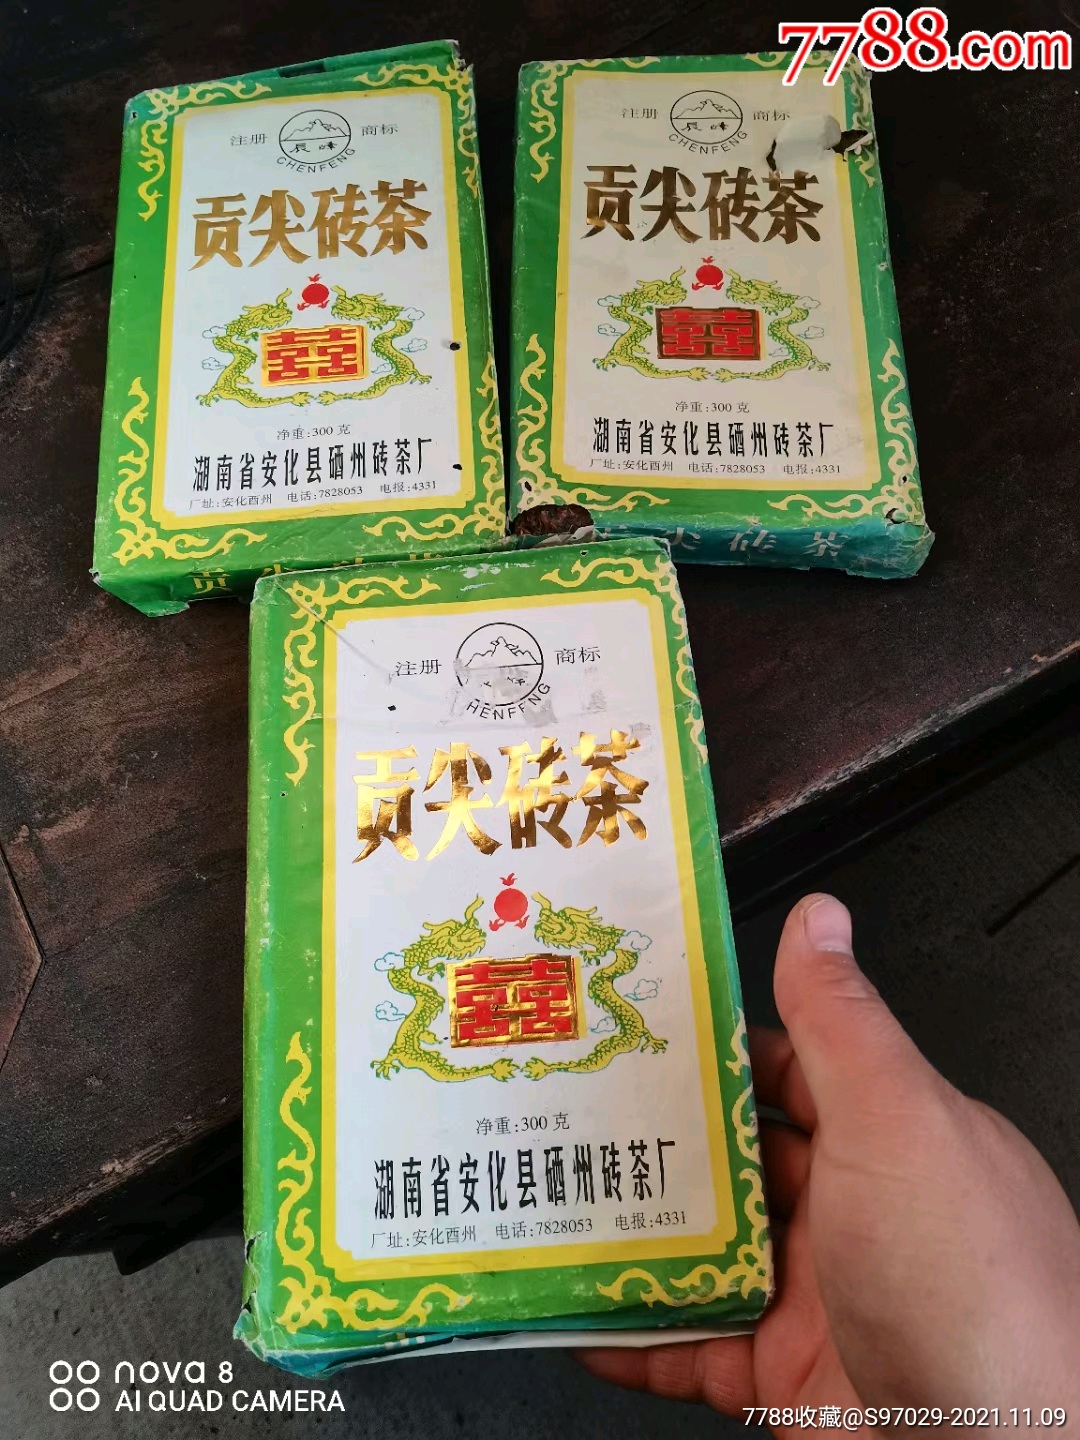 7788.com
注册 商标
辰峰
CHENFENG
贡尖砖茶
囍
净重:300克
湖南省安化县硒州砖茶厂
厂址:安化酉州 电话:7828053 电报:4331
注册 商标
辰峰
CHENFENG
贡尖砖茶
囍
净重:300克
湖南省安化县硒州砖茶厂
厂址:安化酉州 电话:7828053 电报:4331
尖砖茶
注册 商标
HENFENG
贡尖砖茶
囍
净重:300克
湖南省安化县硒州砖茶厂
厂址:安化酉州 电话:7828053 电报:4331
nova 8
AI QUAD CAMERA
7788收藏@S97029-2021.11.09